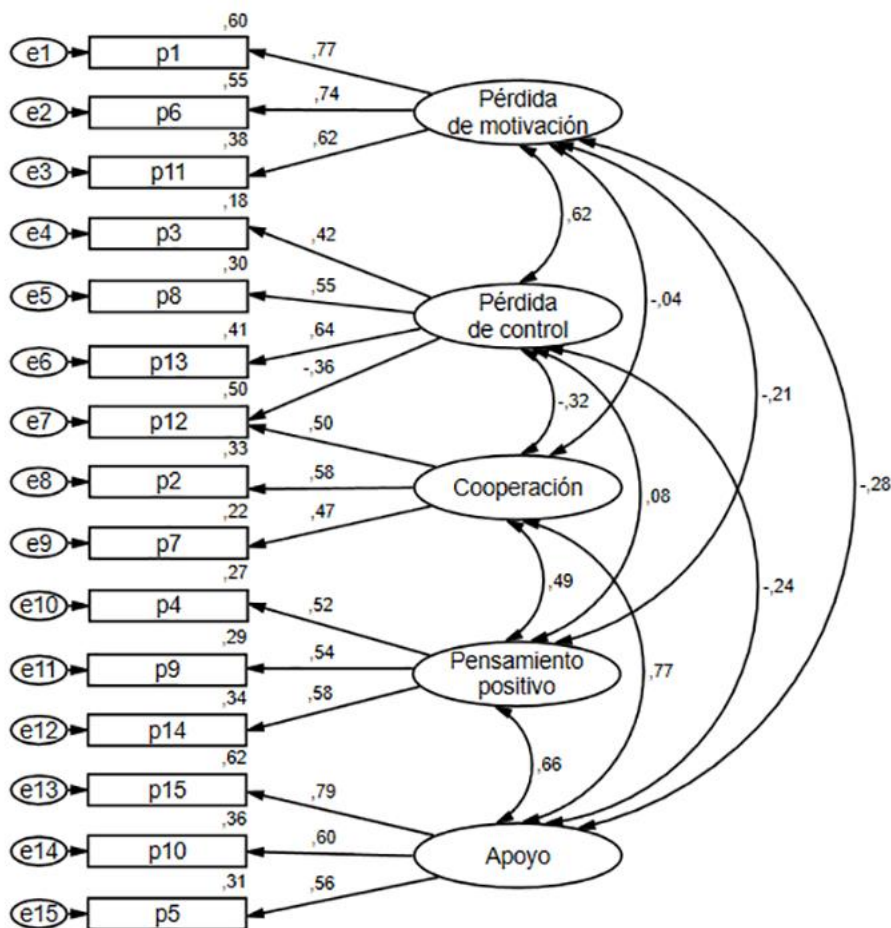 ,60
e1 p1 ,77
,55
e2 p6 ,74
Pérdida
de motivación
,38
e3 p11 ,62
,18
e4 p3 ,42
,62
-,04
,30
e5 p8 ,55
Pérdida
de control
,41
e6 p13 ,64
-,36
,50
e7 p12 ,50
-,32
-,21
,33
e8 p2 ,58
Cooperación
,08
-,28
,22
e9 p7 ,47
,27
e10 p4 ,52
,49
-,24
,29
e11 p9 ,54
Pensamiento
positivo
,77
,34
e12 p14 ,58
,62
e13 p15 ,79
,66
,36
e14 p10 ,60
Apoyo
,31
e15 p5 ,56